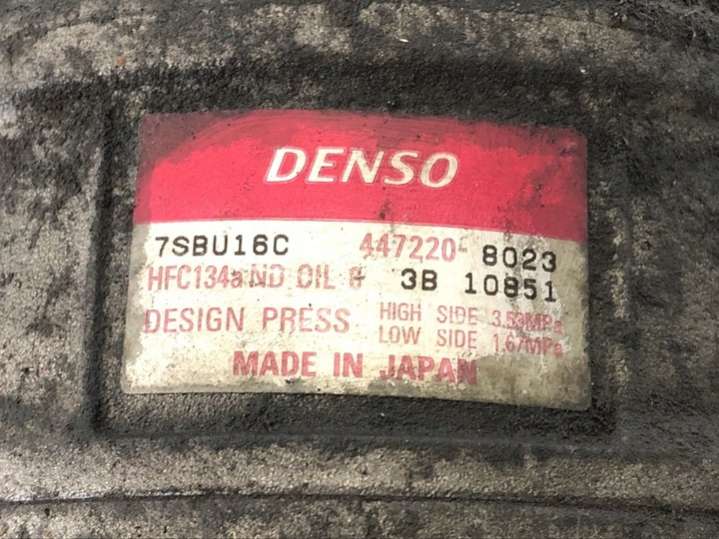 DENSO
7SBU16C 447220-8023
HFC134a ND OIL 8 3B 10851
DESIGN PRESS HIGH SIDE 3.53MPa
LOW SIDE 1.67MPa
MADE IN JAPAN